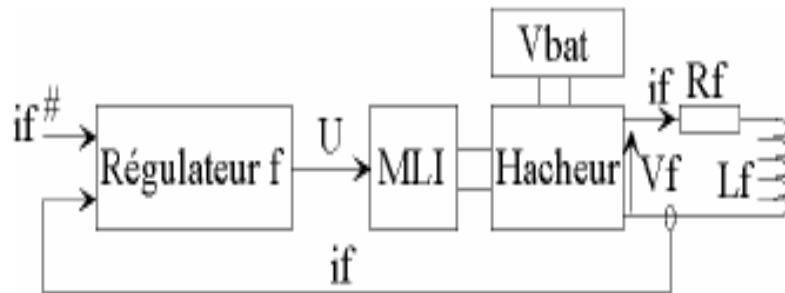 Vbat
if Rf
if#
U
Régulateur f
MLI
Hacheur
Vf
Lf
if